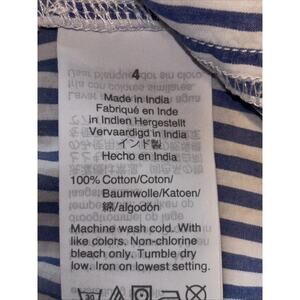 4
Made in India
Fabriqué en Inde
in Indien Hergestellt
Vervaardigd in India
インド製
Hecho en India
100% Cotton/Coton/
Baumwolle/Katoen/
綿/algodón
Machine wash cold. With
like colors. Non-chlorine
bleach only. Tumble dry
low. Iron on lowest setting.
30